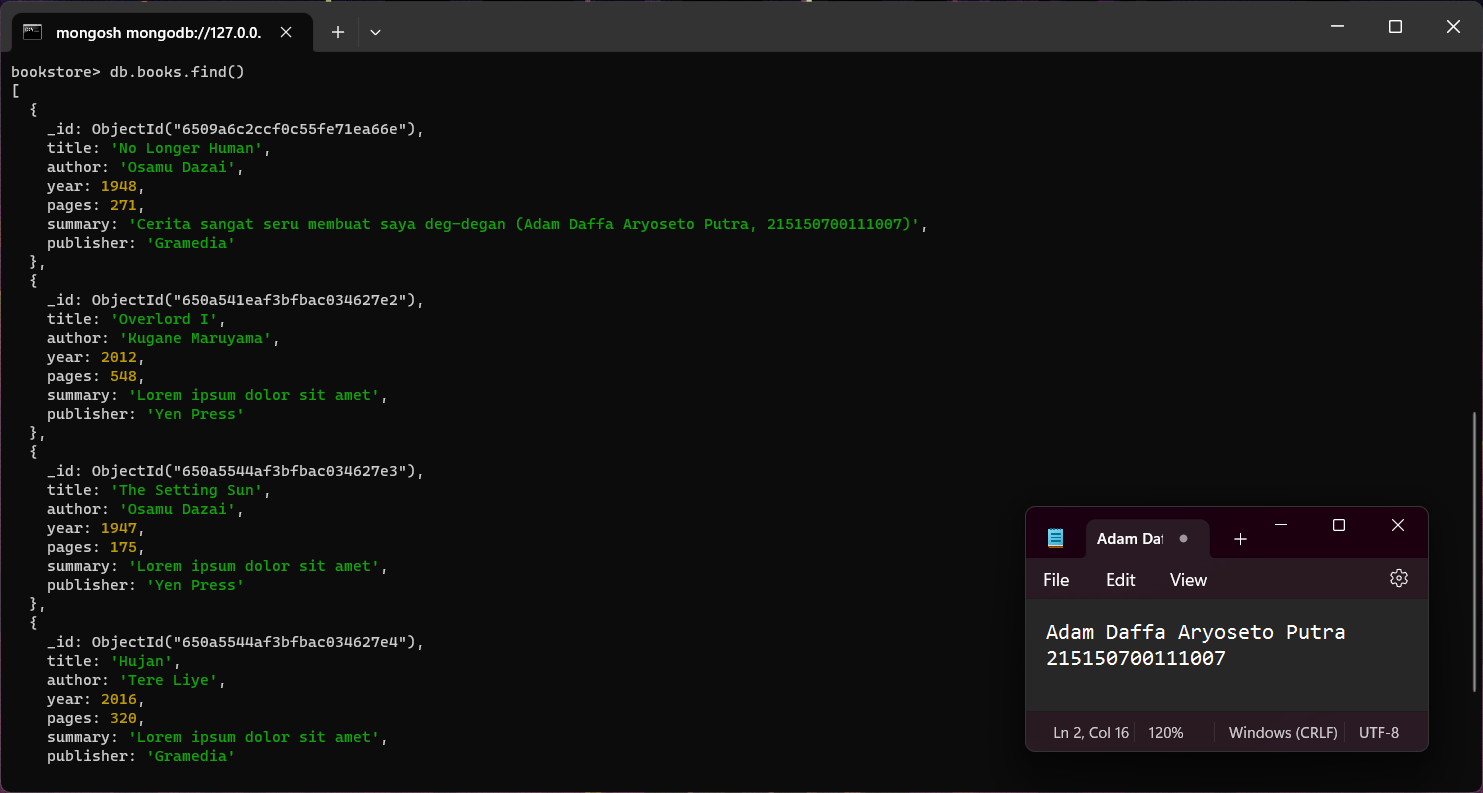 mongosh mongodb://127.0.0.
bookstore> db.books.find()
[
  {
    _id: ObjectId("6509a6c2ccf0c55fe71ea66e"),
    title: 'No Longer Human',
    author: 'Osamu Dazai',
    year: 1948,
    pages: 271,
    summary: 'Cerita sangat seru membuat saya deg-degan (Adam Daffa Aryoseto Putra, 215150700111007)',
    publisher: 'Gramedia'
  },
  {
    _id: ObjectId("650a541eaf3bfbac034627e2"),
    title: 'Overlord I',
    author: 'Kugane Maruyama',
    year: 2012,
    pages: 548,
    summary: 'Lorem ipsum dolor sit amet',
    publisher: 'Yen Press'
  },
  {
    _id: ObjectId("650a5544af3bfbac034627e3"),
    title: 'The Setting Sun',
    author: 'Osamu Dazai',
    year: 1947,
    pages: 175,
    summary: 'Lorem ipsum dolor sit amet',
    publisher: 'Yen Press'
  },
  {
    _id: ObjectId("650a5544af3bfbac034627e4"),
    title: 'Hujan',
    author: 'Tere Liye',
    year: 2016,
    pages: 320,
    summary: 'Lorem ipsum dolor sit amet',
    publisher: 'Gramedia'
Adam Daf
File Edit View
Adam Daffa Aryoseto Putra
215150700111007
Ln 2, Col 16 120% Windows (CRLF) UTF-8